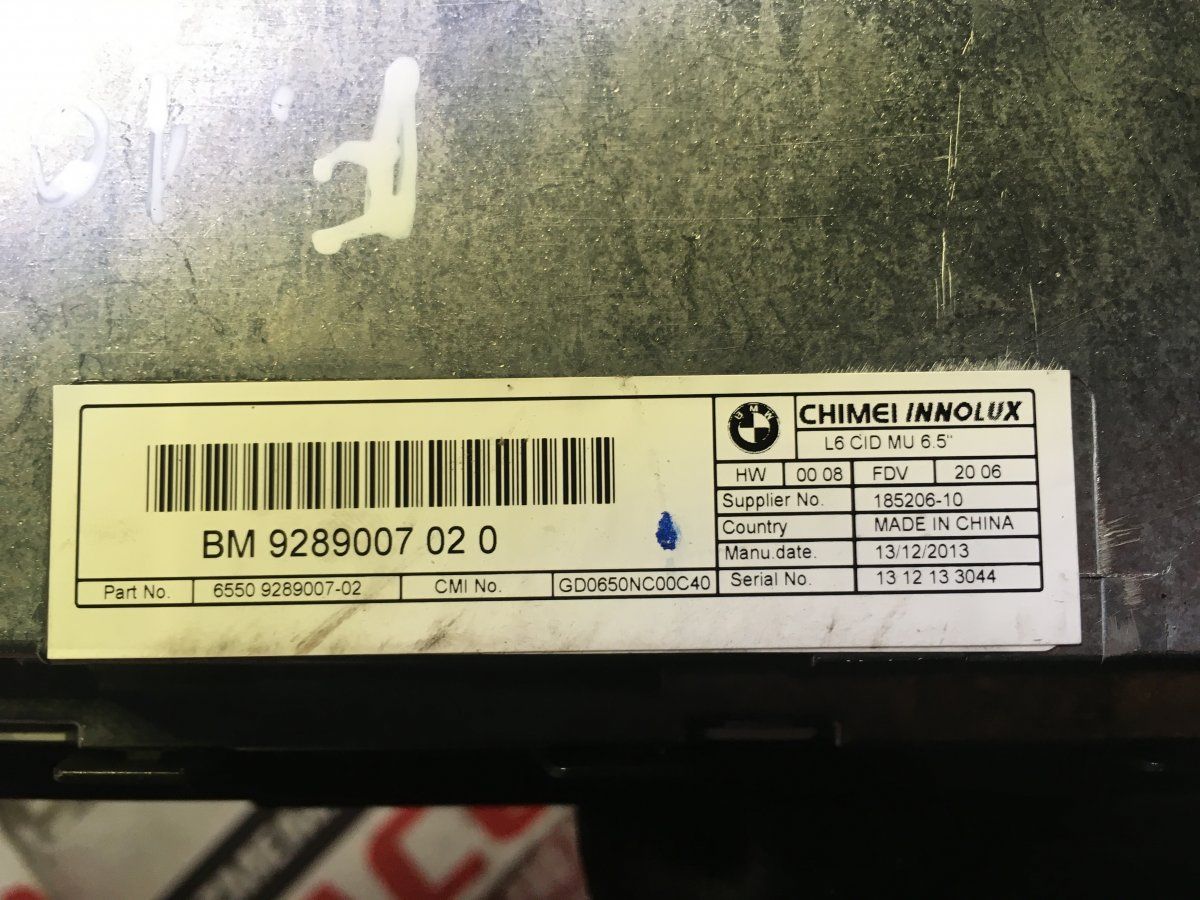 BMW
CHIMEI INNOLUX
L6 CID MU 6.5"
HW 00 08 FDV 20 06
Supplier No. 185206-10
Country MADE IN CHINA
Manu.date. 13/12/2013
Serial No. 13 12 13 3044
BM 9289007 02 0
Part No. 6550 9289007-02 CMI No. GD0650NC00C40